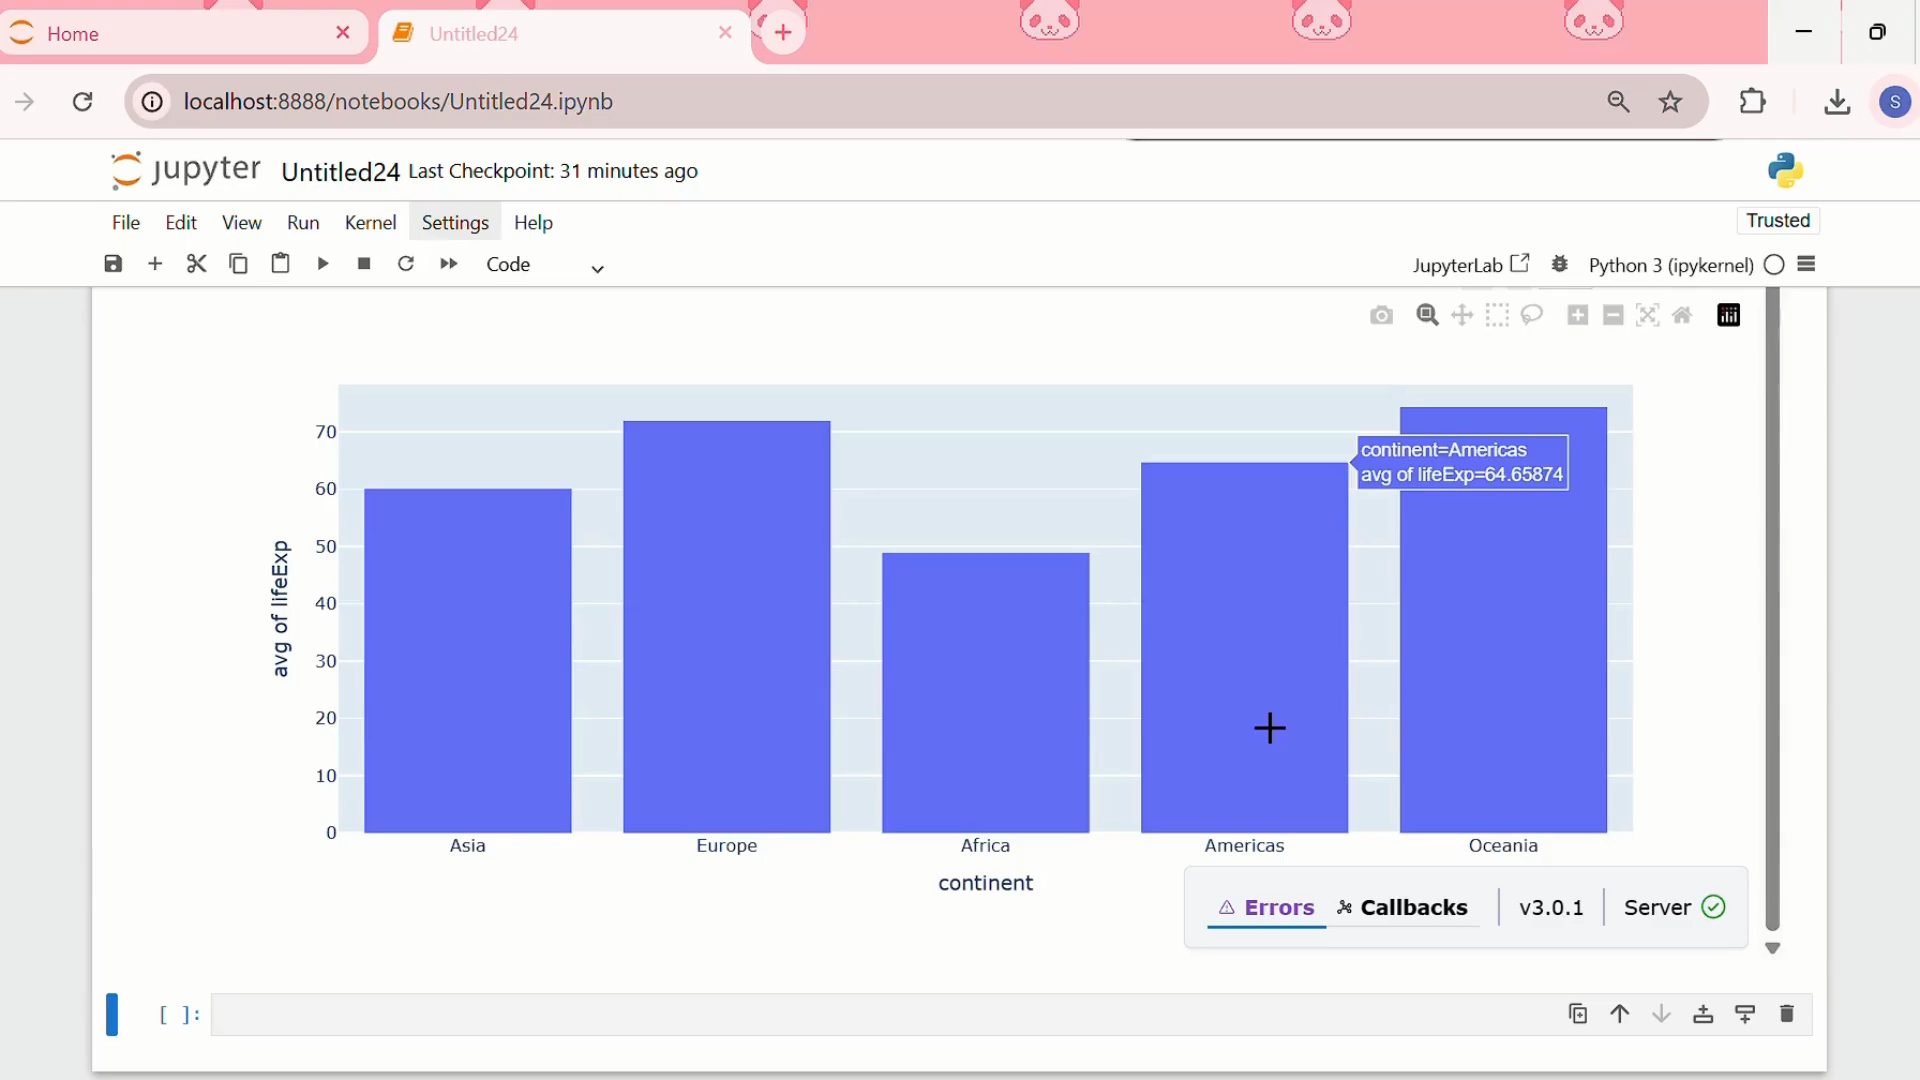 Home
Untitled24
localhost:8888/notebooks/Untitled24.ipynb
S
jupyter Untitled24 Last Checkpoint: 31 minutes ago
File Edit View Run Kernel Settings Help
Trusted
Code
JupyterLab
Python 3 (ipykernel)
70
60
50
40
30
20
10
0
avg of lifeExp
continent=Americas
avg of lifeExp=64.65874
Asia Europe Africa Americas Oceania
continent
Errors Callbacks v3.0.1 Server
[ ]: